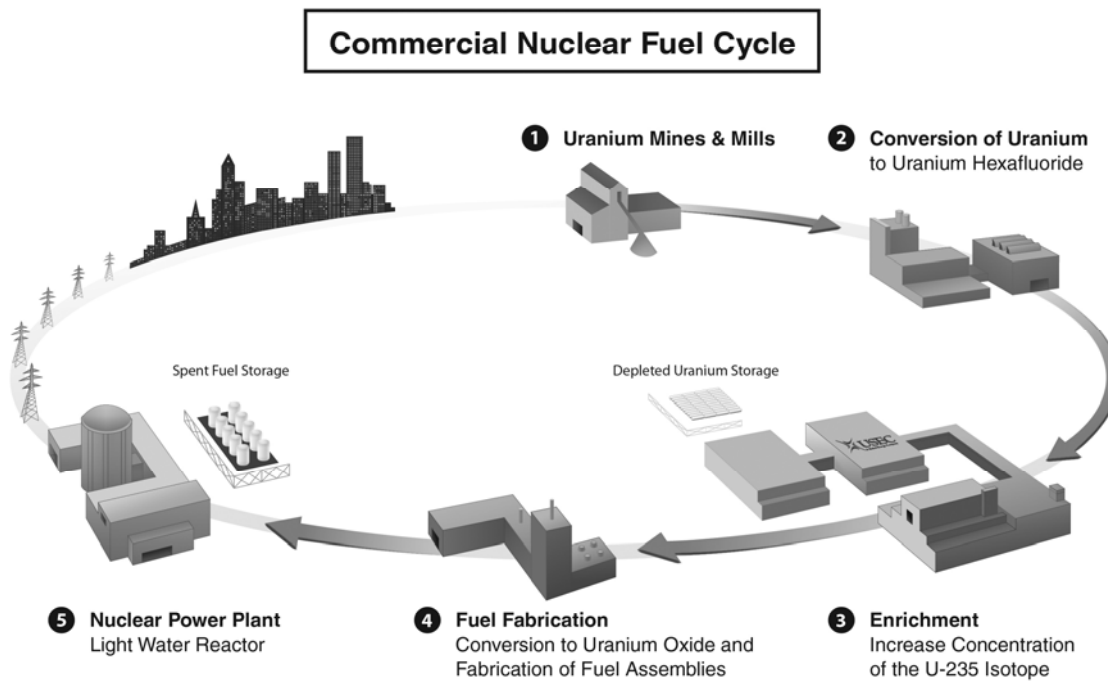 Commercial Nuclear Fuel Cycle
1 Uranium Mines & Mills
2 Conversion of Uranium
to Uranium Hexafluoride
Spent Fuel Storage
Depleted Uranium Storage
USEC
5 Nuclear Power Plant
Light Water Reactor
4 Fuel Fabrication
Conversion to Uranium Oxide and
Fabrication of Fuel Assemblies
3 Enrichment
Increase Concentration
of the U-235 Isotope